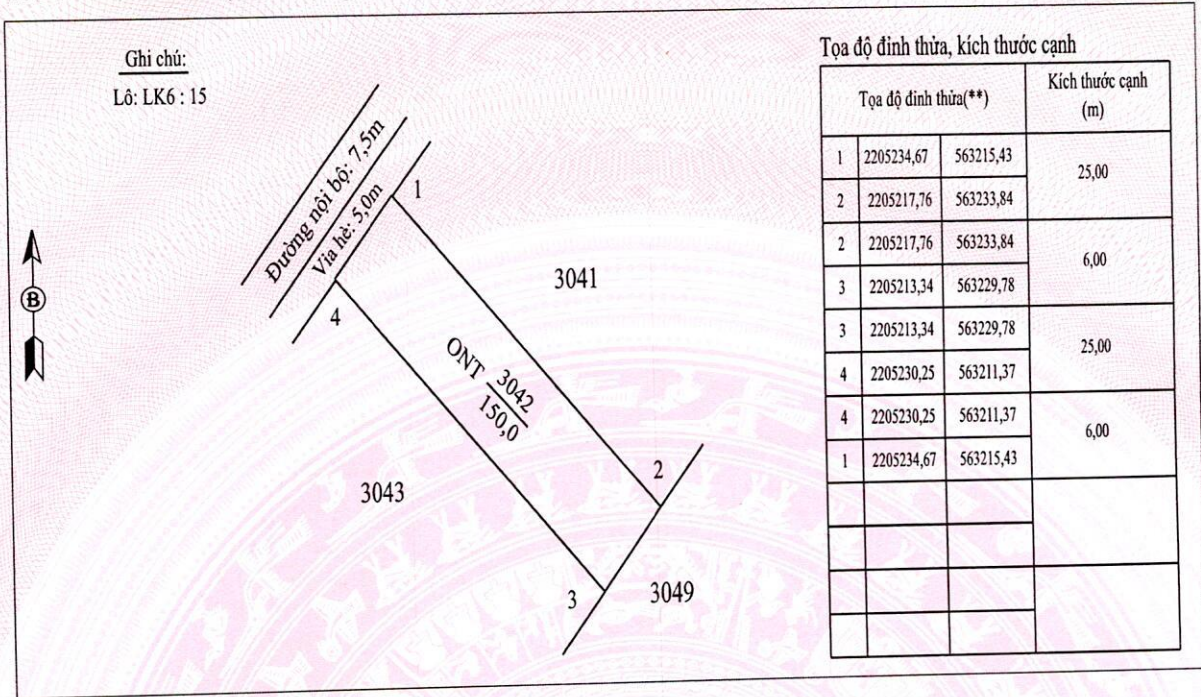 Ghi chú:
Lô: LK6 : 15
Đường nội bộ: 7,5m
Vỉa hè: 5,0m
B
1
4
3041
ONT 3042
150,0
3043
2
3
3049
Tọa độ đỉnh thửa, kích thước cạnh
Tọa độ đỉnh thửa(**) Kích thước cạnh
(m)
1 2205234,67 563215,43
25,00
2 2205217,76 563233,84
2 2205217,76 563233,84
6,00
3 2205213,34 563229,78
3 2205213,34 563229,78
25,00
4 2205230,25 563211,37
4 2205230,25 563211,37
6,00
1 2205234,67 563215,43